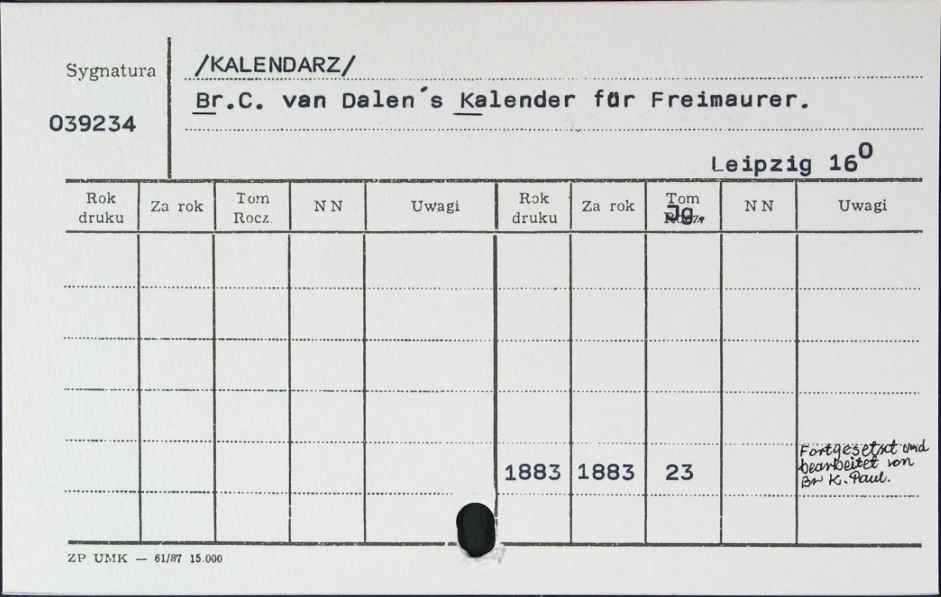 Sygnatura
039234
/KALENDARZ/
Br.C. van Dalen´s Kalender für Freimaurer.
Leipzig 16⁰
Rok druku Za rok Tom Rocz. NN Uwagi Rok druku Za rok Tom Jg. NN Uwagi
1883 1883 23 Fortgesetzt und
bearbeitet von
Br K. Paul.
ZP UMK — 61/87 15.000